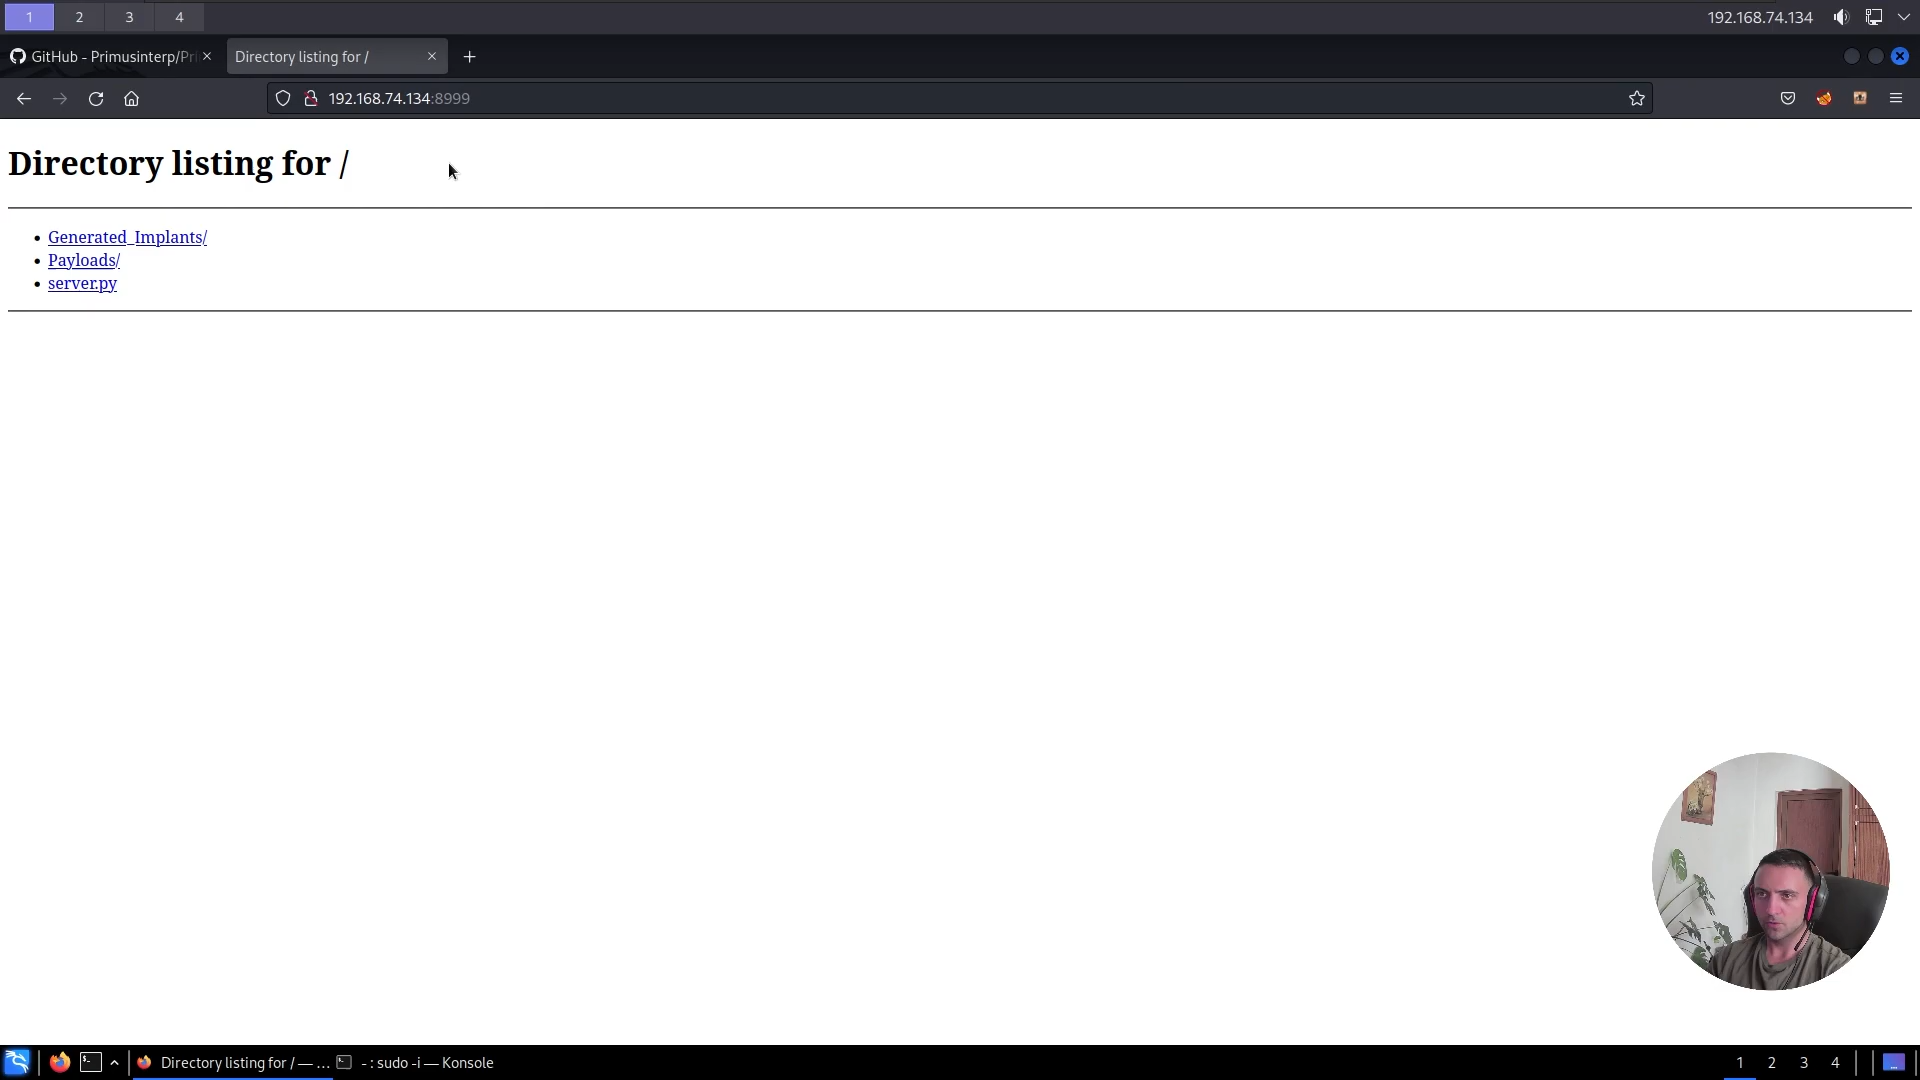 1 2 3 4 192.168.74.134
GitHub - Primusinterp/Pri Directory listing for /
192.168.74.134:8999
Directory listing for /
Generated_Implants/
Payloads/
server.py
Directory listing for / — ... - : sudo -i — Konsole 1 2 3 4